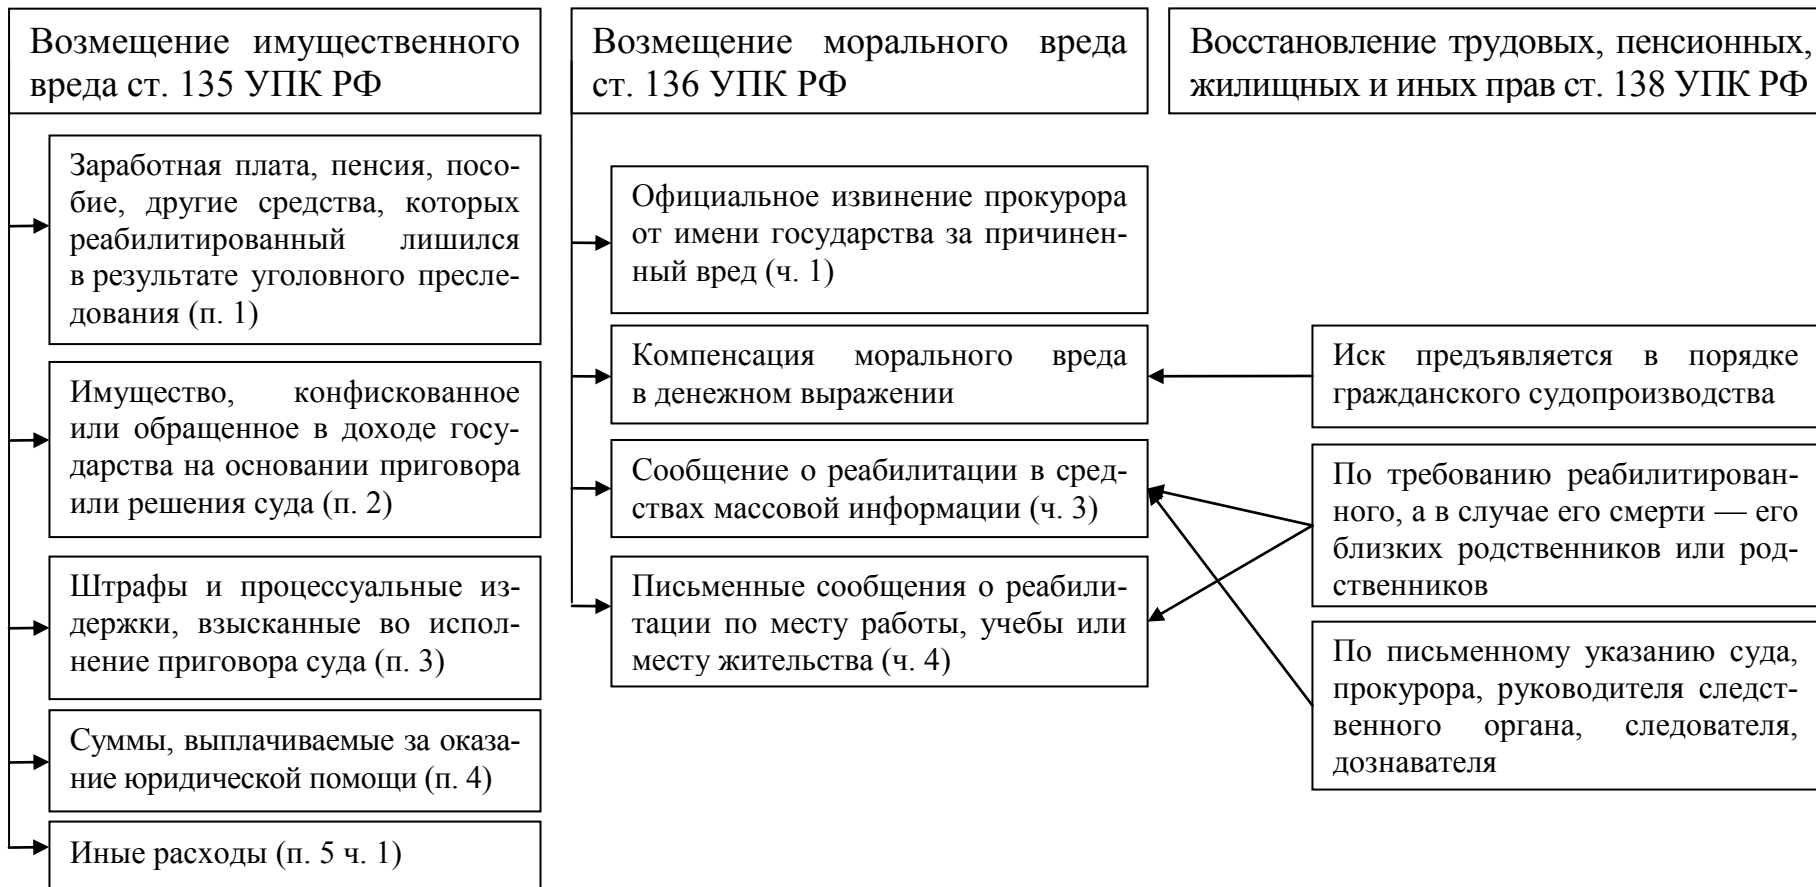 Возмещение имущественного
вреда ст. 135 УПК РФ
Заработная плата, пенсия, посо-
бие, другие средства, которых
реабилитированный лишился
в результате уголовного пресле-
дования (п. 1)
Имущество, конфискованное
или обращенное в доходе госу-
дарства на основании приговора
или решения суда (п. 2)
Штрафы и процессуальные из-
держки, взысканные во испол-
нение приговора суда (п. 3)
Суммы, выплачиваемые за оказа-
ние юридической помощи (п. 4)
Иные расходы (п. 5 ч. 1)
Возмещение морального вреда
ст. 136 УПК РФ
Официальное извинение прокурора
от имени государства за причинен-
ный вред (ч. 1)
Компенсация морального вреда
в денежном выражении
Сообщение о реабилитации в сред-
ствах массовой информации (ч. 3)
Письменные сообщения о реабили-
тации по месту работы, учебы или
месту жительства (ч. 4)
Восстановление трудовых, пенсионных,
жилищных и иных прав ст. 138 УПК РФ
Иск предъявляется в порядке
гражданского судопроизводства
По требованию реабилитирован-
ного, а в случае его смерти — его
близких родственников или род-
ственников
По письменному указанию суда,
прокурора, руководителя следст-
венного органа, следователя,
дознавателя